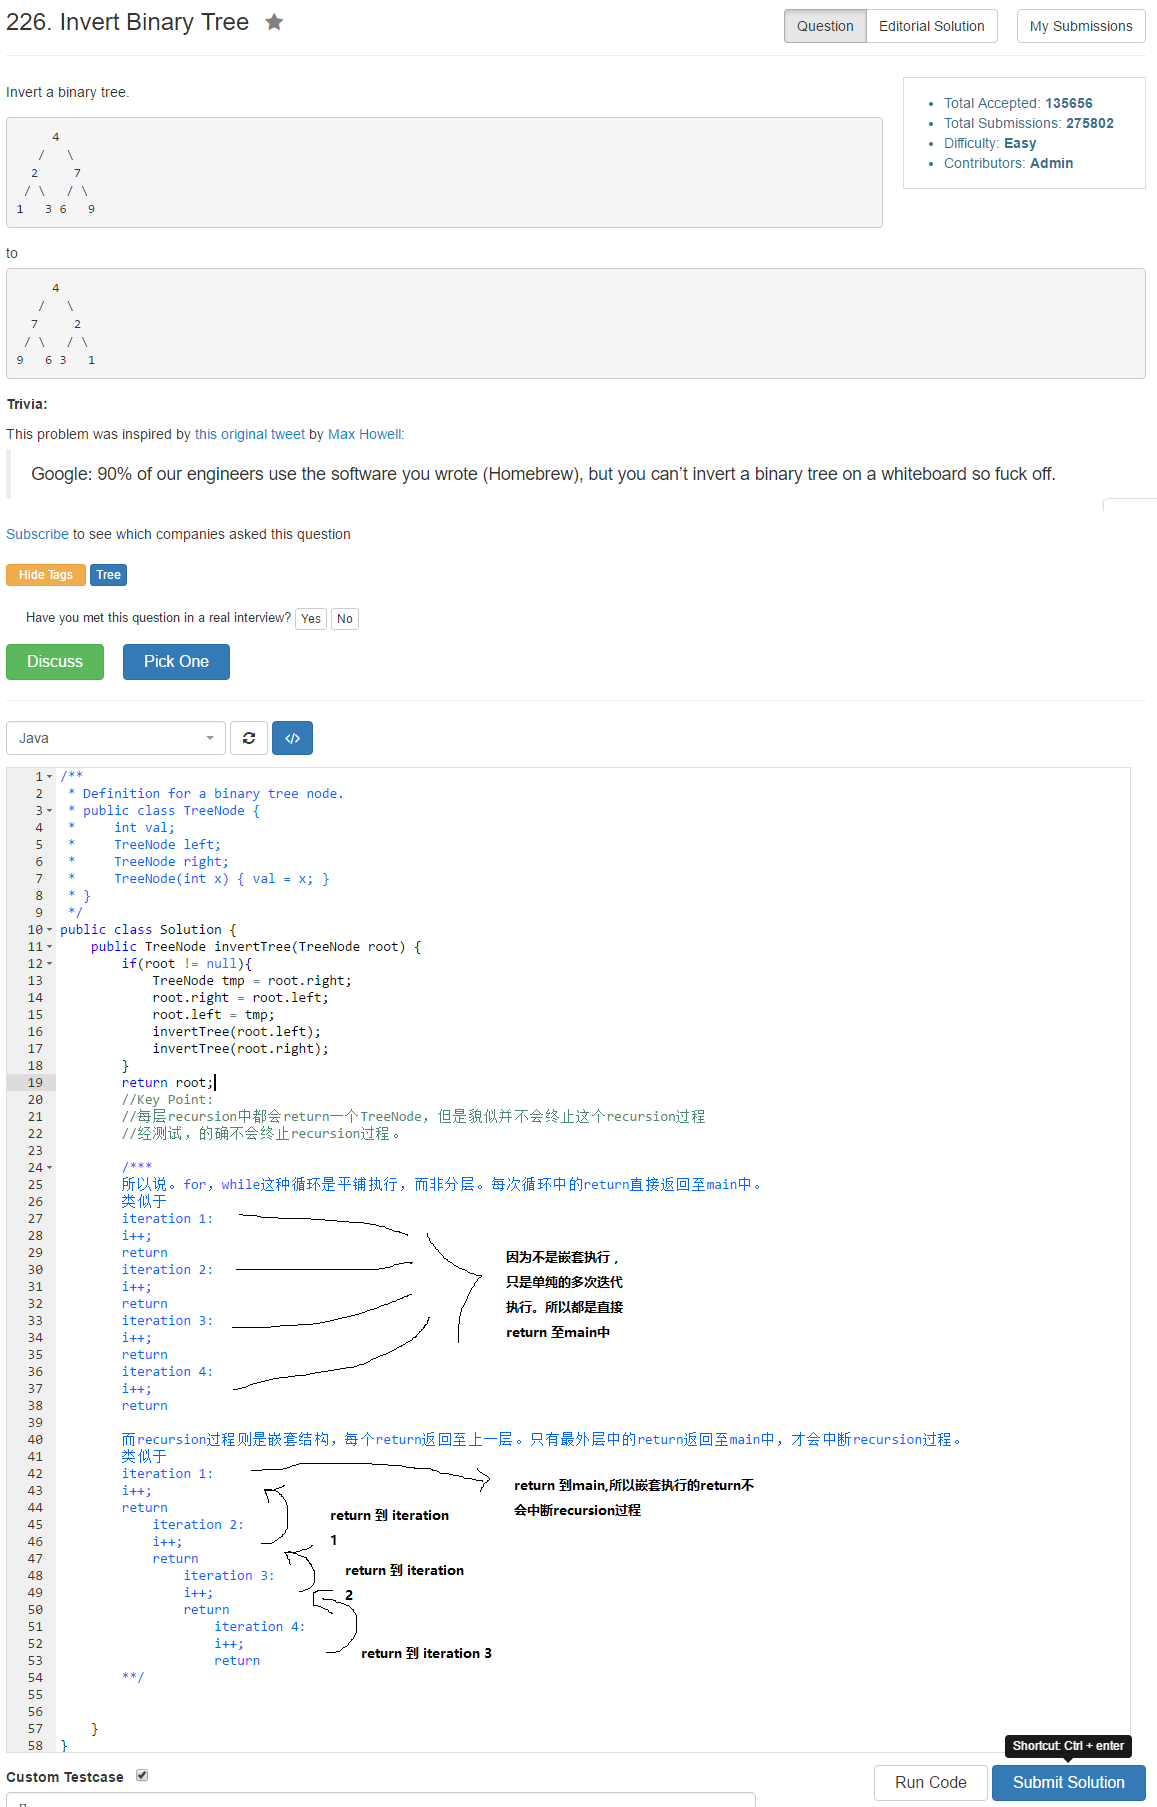 226. Invert Binary Tree
Question
Editorial Solution
My Submissions
Invert a binary tree.
Total Accepted: 135656
Total Submissions: 275802
Difficulty: Easy
Contributors: Admin
4
/ \
2 7
/ \ / \
1 3 6 9
to
4
/ \
7 2
/ \ / \
9 6 3 1
Trivia:
This problem was inspired by this original tweet by Max Howell:
Google: 90% of our engineers use the software you wrote (Homebrew), but you can’t invert a binary tree on a whiteboard so fuck off.
Subscribe to see which companies asked this question
Hide Tags Tree
Have you met this question in a real interview? Yes No
Discuss Pick One
Java
</>
1 /**
2 * Definition for a binary tree node.
3 * public class TreeNode {
4 * int val;
5 * TreeNode left;
6 * TreeNode right;
7 * TreeNode(int x) { val = x; }
8 * }
9 */
10 public class Solution {
11 public TreeNode invertTree(TreeNode root) {
12 if(root != null){
13 TreeNode tmp = root.right;
14 root.right = root.left;
15 root.left = tmp;
16 invertTree(root.left);
17 invertTree(root.right);
18 }
19 return root;
20 //Key Point:
21 //每层recursion中都会return一个TreeNode，但是貌似并不会终止这个recursion过程
22 //经测试，的确不会终止recursion过程。
23
24 /***
25 所以说。for，while这种循环是平铺执行，而非分层。每次循环中的return直接返回至main中。
26 类似于
27 iteration 1:
28 i++;
29 return
30 iteration 2:
31 i++;
32 return
33 iteration 3:
34 i++;
35 return
36 iteration 4:
37 i++;
38 return
因为不是嵌套执行，
只是单纯的多次迭代
执行。所以都是直接
return 至main中
39
40 而recursion过程则是嵌套结构，每个return返回至上一层。只有最外层中的return返回至main中，才会中断recursion过程。
41 类似于
42 iteration 1:
43 i++;
44 return
45 iteration 2:
46 i++;
47 return
48 iteration 3:
49 i++;
50 return
51 iteration 4:
52 i++;
53 return
54 **/
return 到main,所以嵌套执行的return不
会中断recursion过程
return 到 iteration
1
return 到 iteration
2
return 到 iteration 3
55
56
57 }
58 }
Shortcut: Ctrl + enter
Custom Testcase
Run Code
Submit Solution